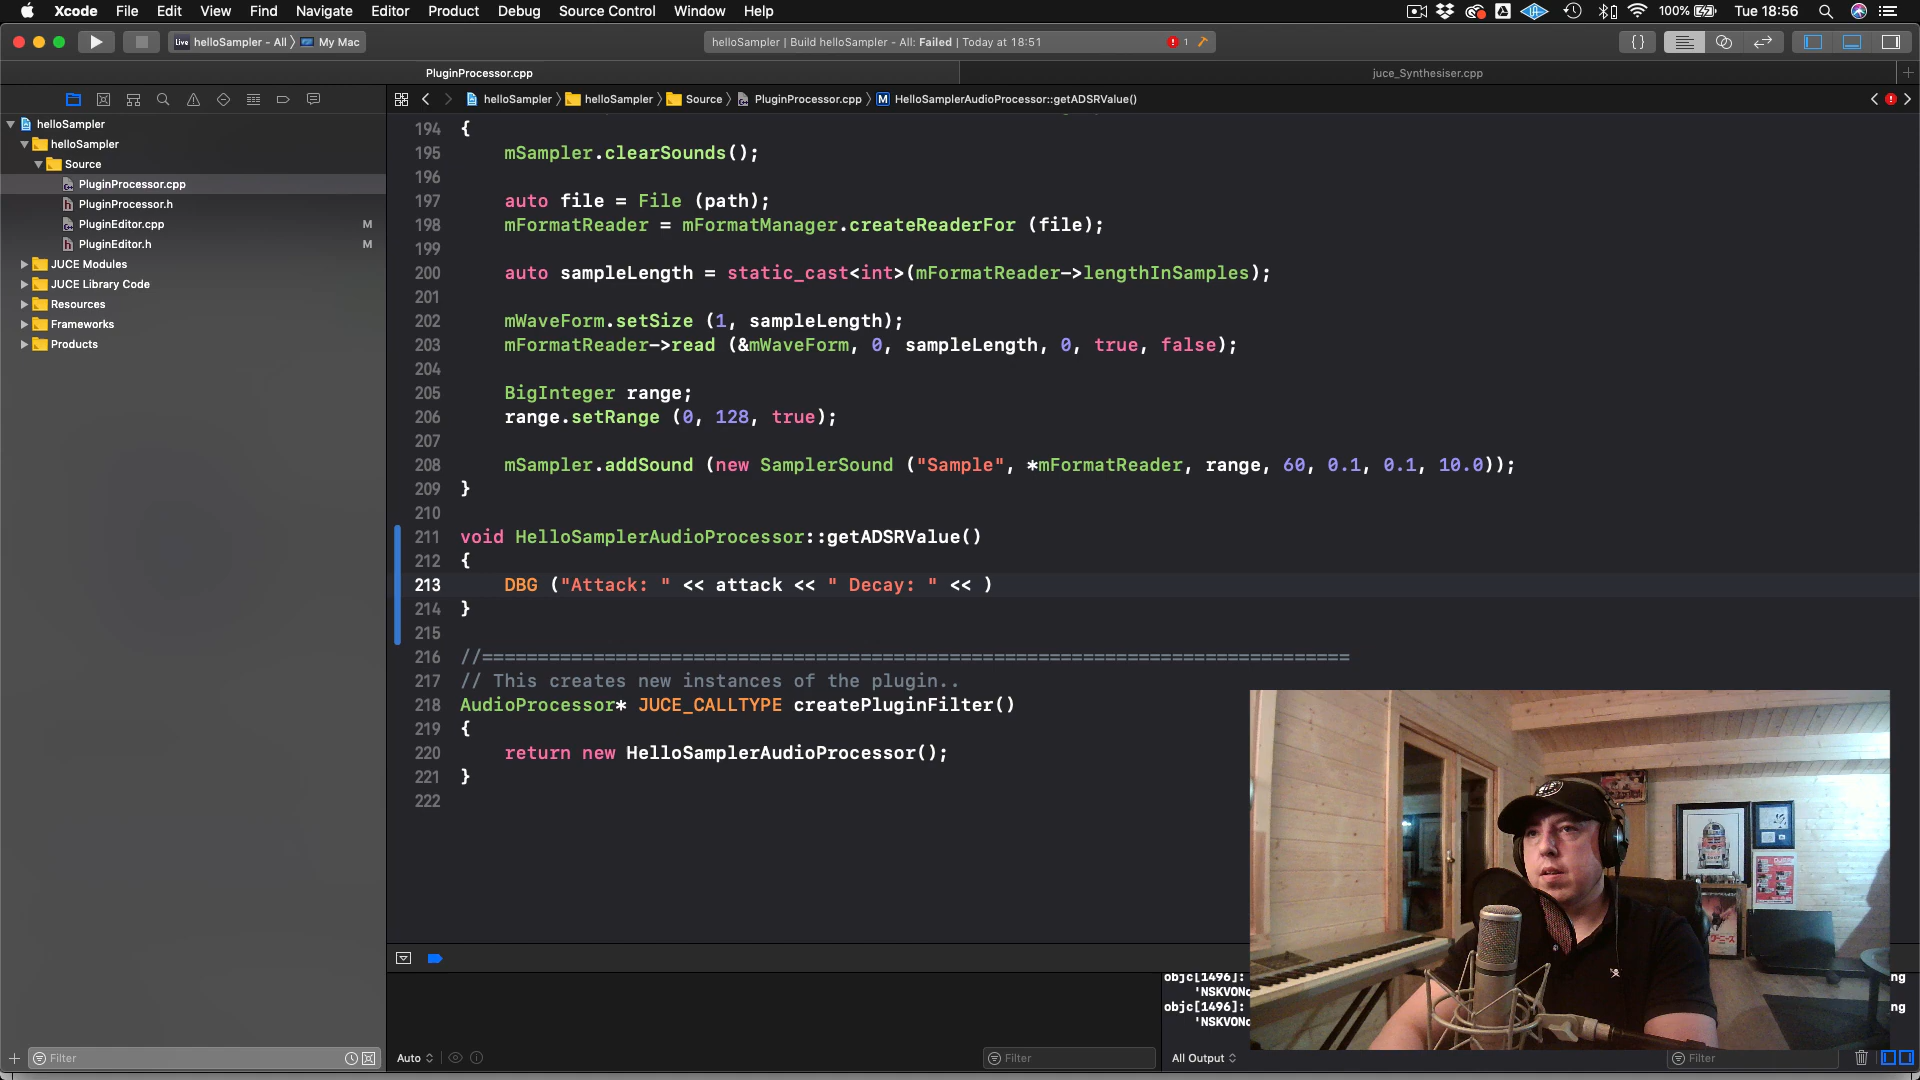 Xcode File Edit View Find Navigate Editor Product Debug Source Control Window Help 100% Tue 18:56
helloSampler - All 〉 My Mac
helloSampler | Build helloSampler - All: Failed | Today at 18:51 1
PluginProcessor.cpp
juce_Synthesiser.cpp
helloSampler 〉 helloSampler 〉 Source 〉 PluginProcessor.cpp 〉 M HelloSamplerAudioProcessor::getADSRValue()
helloSampler
helloSampler
Source
PluginProcessor.cpp
PluginProcessor.h
PluginEditor.cpp M
PluginEditor.h M
JUCE Modules
JUCE Library Code
Resources
Frameworks
Products
194 {
195 mSampler.clearSounds();
196
197 auto file = File (path);
198 mFormatReader = mFormatManager.createReaderFor (file);
199
200 auto sampleLength = static_cast<int>(mFormatReader->lengthInSamples);
201
202 mWaveForm.setSize (1, sampleLength);
203 mFormatReader->read (&mWaveForm, 0, sampleLength, 0, true, false);
204
205 BigInteger range;
206 range.setRange (0, 128, true);
207
208 mSampler.addSound (new SamplerSound ("Sample", *mFormatReader, range, 60, 0.1, 0.1, 10.0));
209 }
210
211 void HelloSamplerAudioProcessor::getADSRValue()
212 {
213 DBG ("Attack: " << attack << " Decay: " << )
214 }
215
216 //==============================================================================
217 // This creates new instances of the plugin..
218 AudioProcessor* JUCE_CALLTYPE createPluginFilter()
219 {
220 return new HelloSamplerAudioProcessor();
221 }
222
objc[1496]: ng
'NSKVONo
objc[1496]: ng
'NSKVONo
Filter
Auto
Filter
All Output
Filter